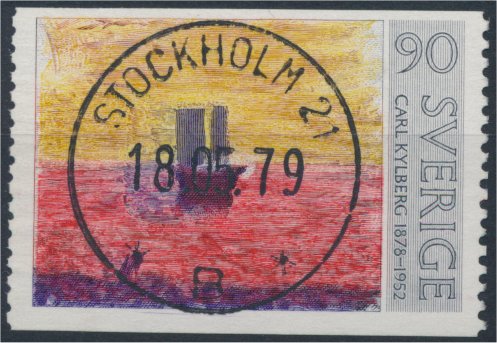 STOCKHOLM 21
18.05.79
B
90
SVERIGE
CARL KYLBERG 1878-1952